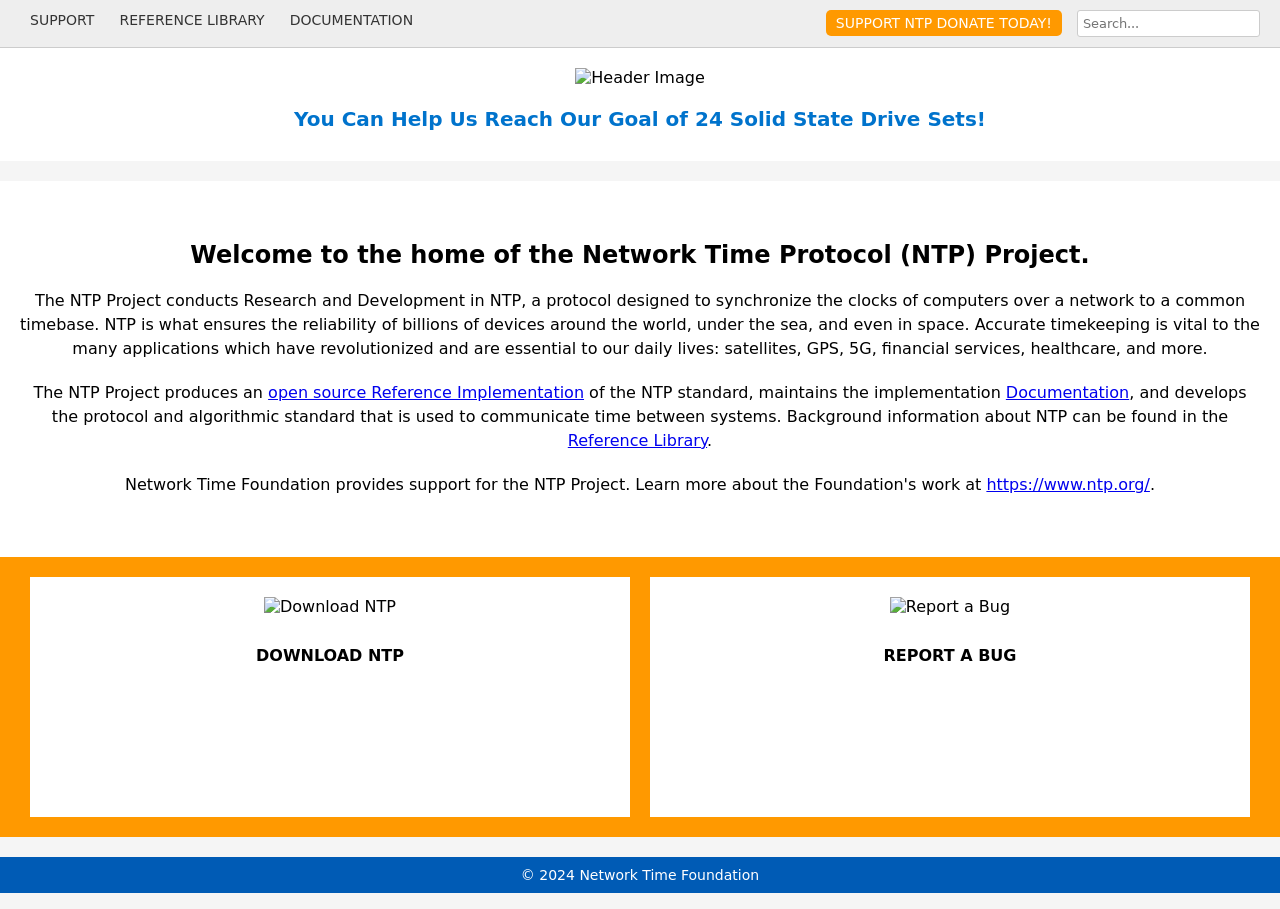 SUPPORT REFERENCE LIBRARY DOCUMENTATION SUPPORT NTP DONATE TODAY! Search...
Header Image
You Can Help Us Reach Our Goal of 24 Solid State Drive Sets!
Welcome to the home of the Network Time Protocol (NTP) Project.
The NTP Project conducts Research and Development in NTP, a protocol designed to synchronize the clocks of computers over a network to a common
timebase. NTP is what ensures the reliability of billions of devices around the world, under the sea, and even in space. Accurate timekeeping is vital to the
many applications which have revolutionized and are essential to our daily lives: satellites, GPS, 5G, financial services, healthcare, and more.
The NTP Project produces an open source Reference Implementation of the NTP standard, maintains the implementation Documentation, and develops
the protocol and algorithmic standard that is used to communicate time between systems. Background information about NTP can be found in the
Reference Library.
Network Time Foundation provides support for the NTP Project. Learn more about the Foundation's work at https://www.ntp.org/.
Download NTP
DOWNLOAD NTP
Report a Bug
REPORT A BUG
© 2024 Network Time Foundation